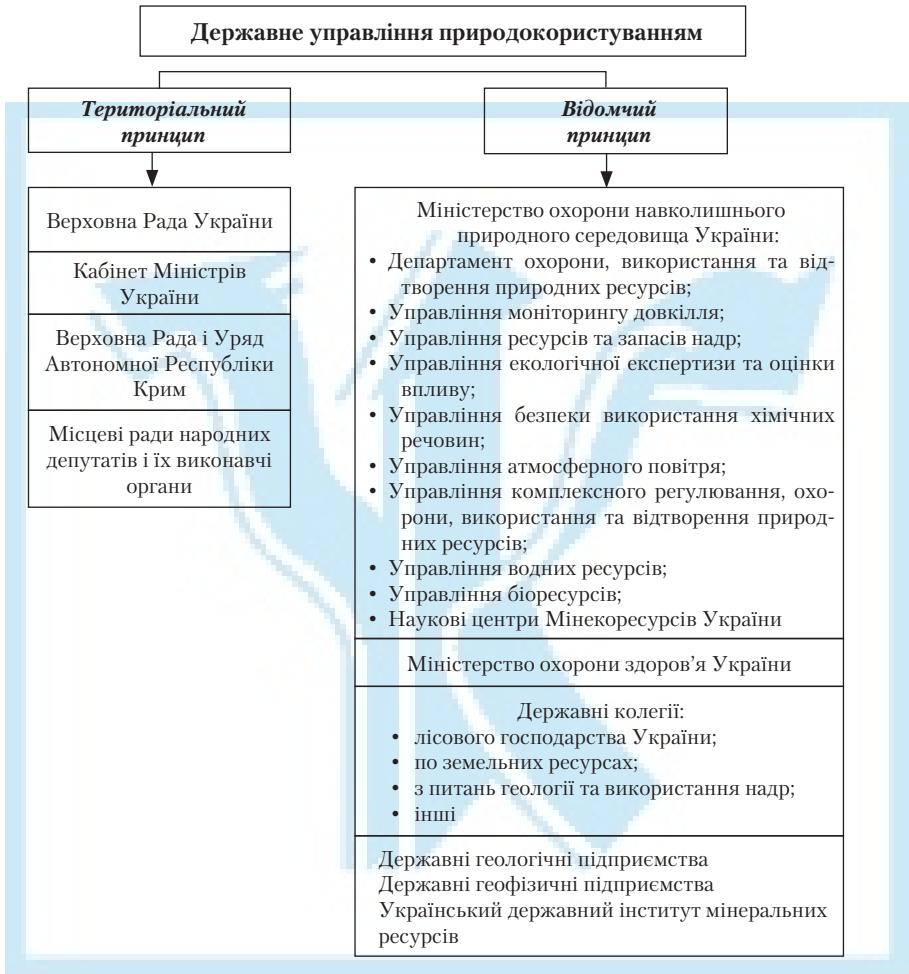 Державне управління природокористуванням
Територіальний
принцип
Верховна Рада України
Кабінет Міністрів
України
Верховна Рада і Уряд
Автономної Республіки
Крим
Місцеві ради народних
депутатів і їх виконавчі
органи
Відомчий
принцип
Міністерство охорони навколишнього
природного середовища України:
• Департамент охорони, використання та від-
творення природних ресурсів;
• Управління моніторингу довкілля;
• Управління ресурсів та запасів надр;
• Управління екологічної експертизи та оцінки
впливу;
• Управління безпеки використання хімічних
речовин;
• Управління атмосферного повітря;
• Управління комплексного регулювання, охо-
рони, використання та відтворення природ-
них ресурсів;
• Управління водних ресурсів;
• Управління біоресурсів;
• Наукові центри Мінекоресурсів України
Міністерство охорони здоров’я України
Державні колегії:
• лісового господарства України;
• по земельних ресурсах;
• з питань геології та використання надр;
• інші
Державні геологічні підприємства
Державні геофізичні підприємства
Український державний інститут мінеральних
ресурсів